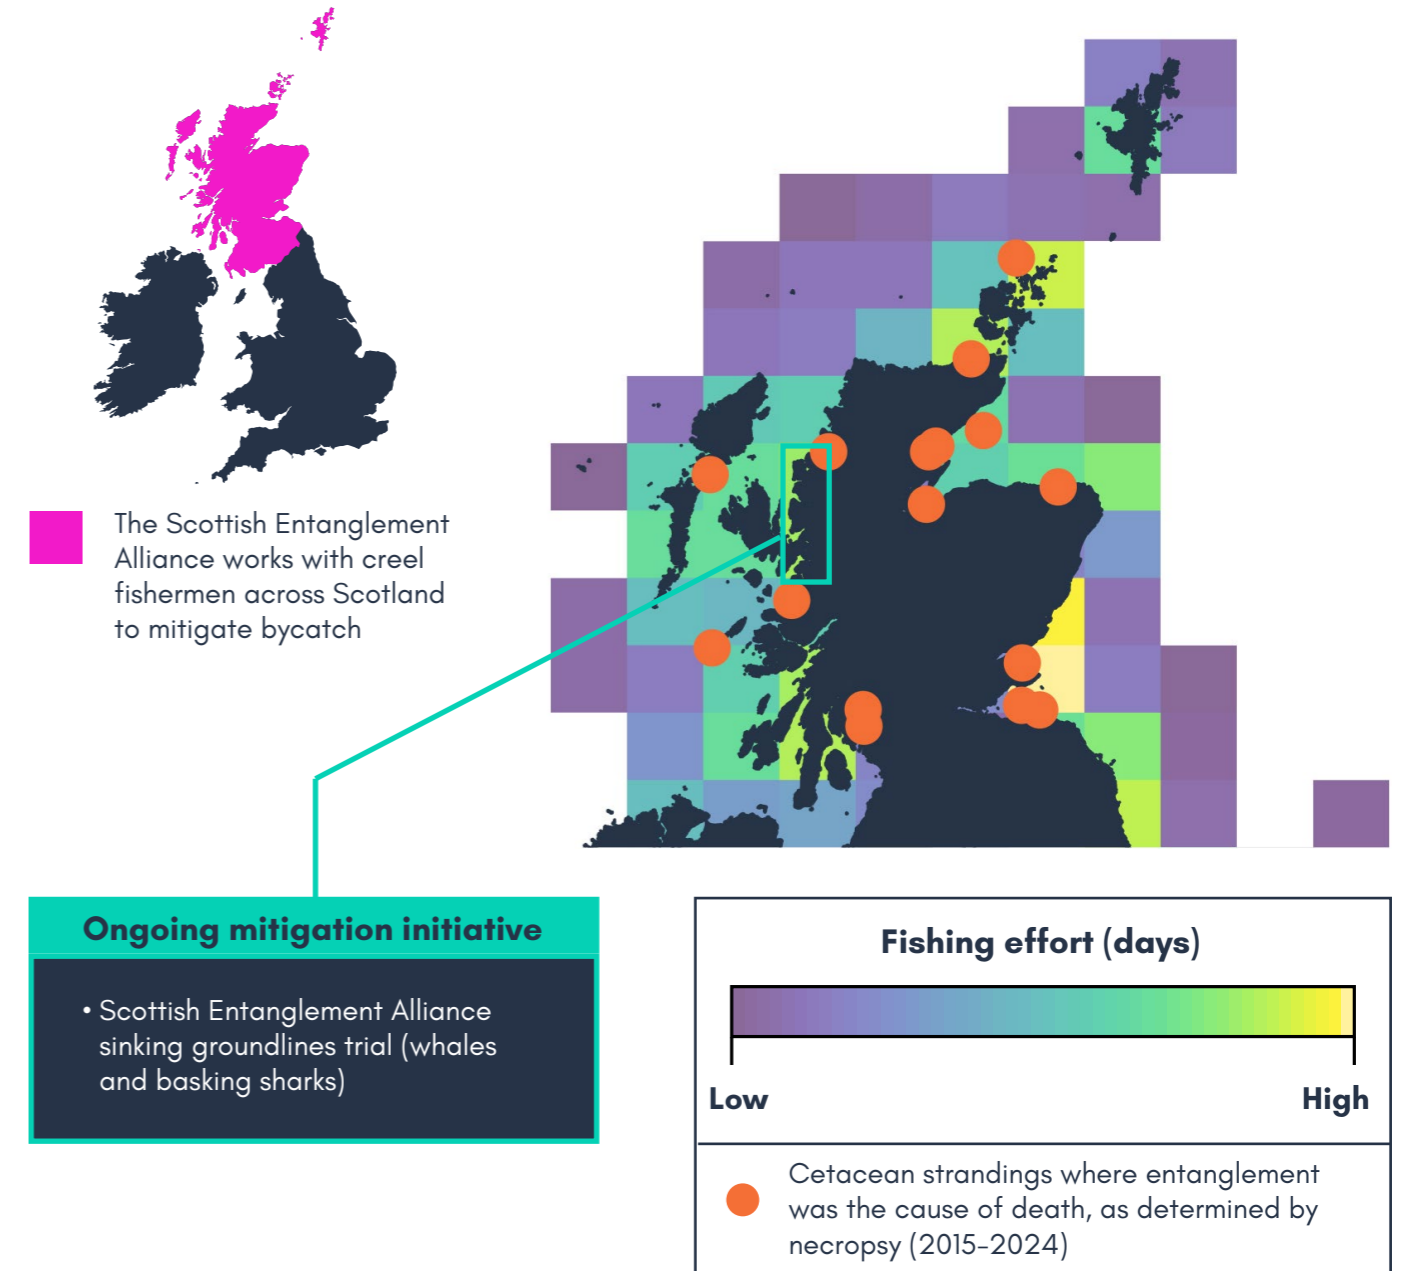 The Scottish Entanglement
Alliance works with creel
fishermen across Scotland
to mitigate bycatch
Ongoing mitigation initiative
• Scottish Entanglement Alliance
sinking groundlines trial (whales
and basking sharks)
Fishing effort (days)
Low
High
Cetacean strandings where entanglement
was the cause of death, as determined by
necropsy (2015-2024)